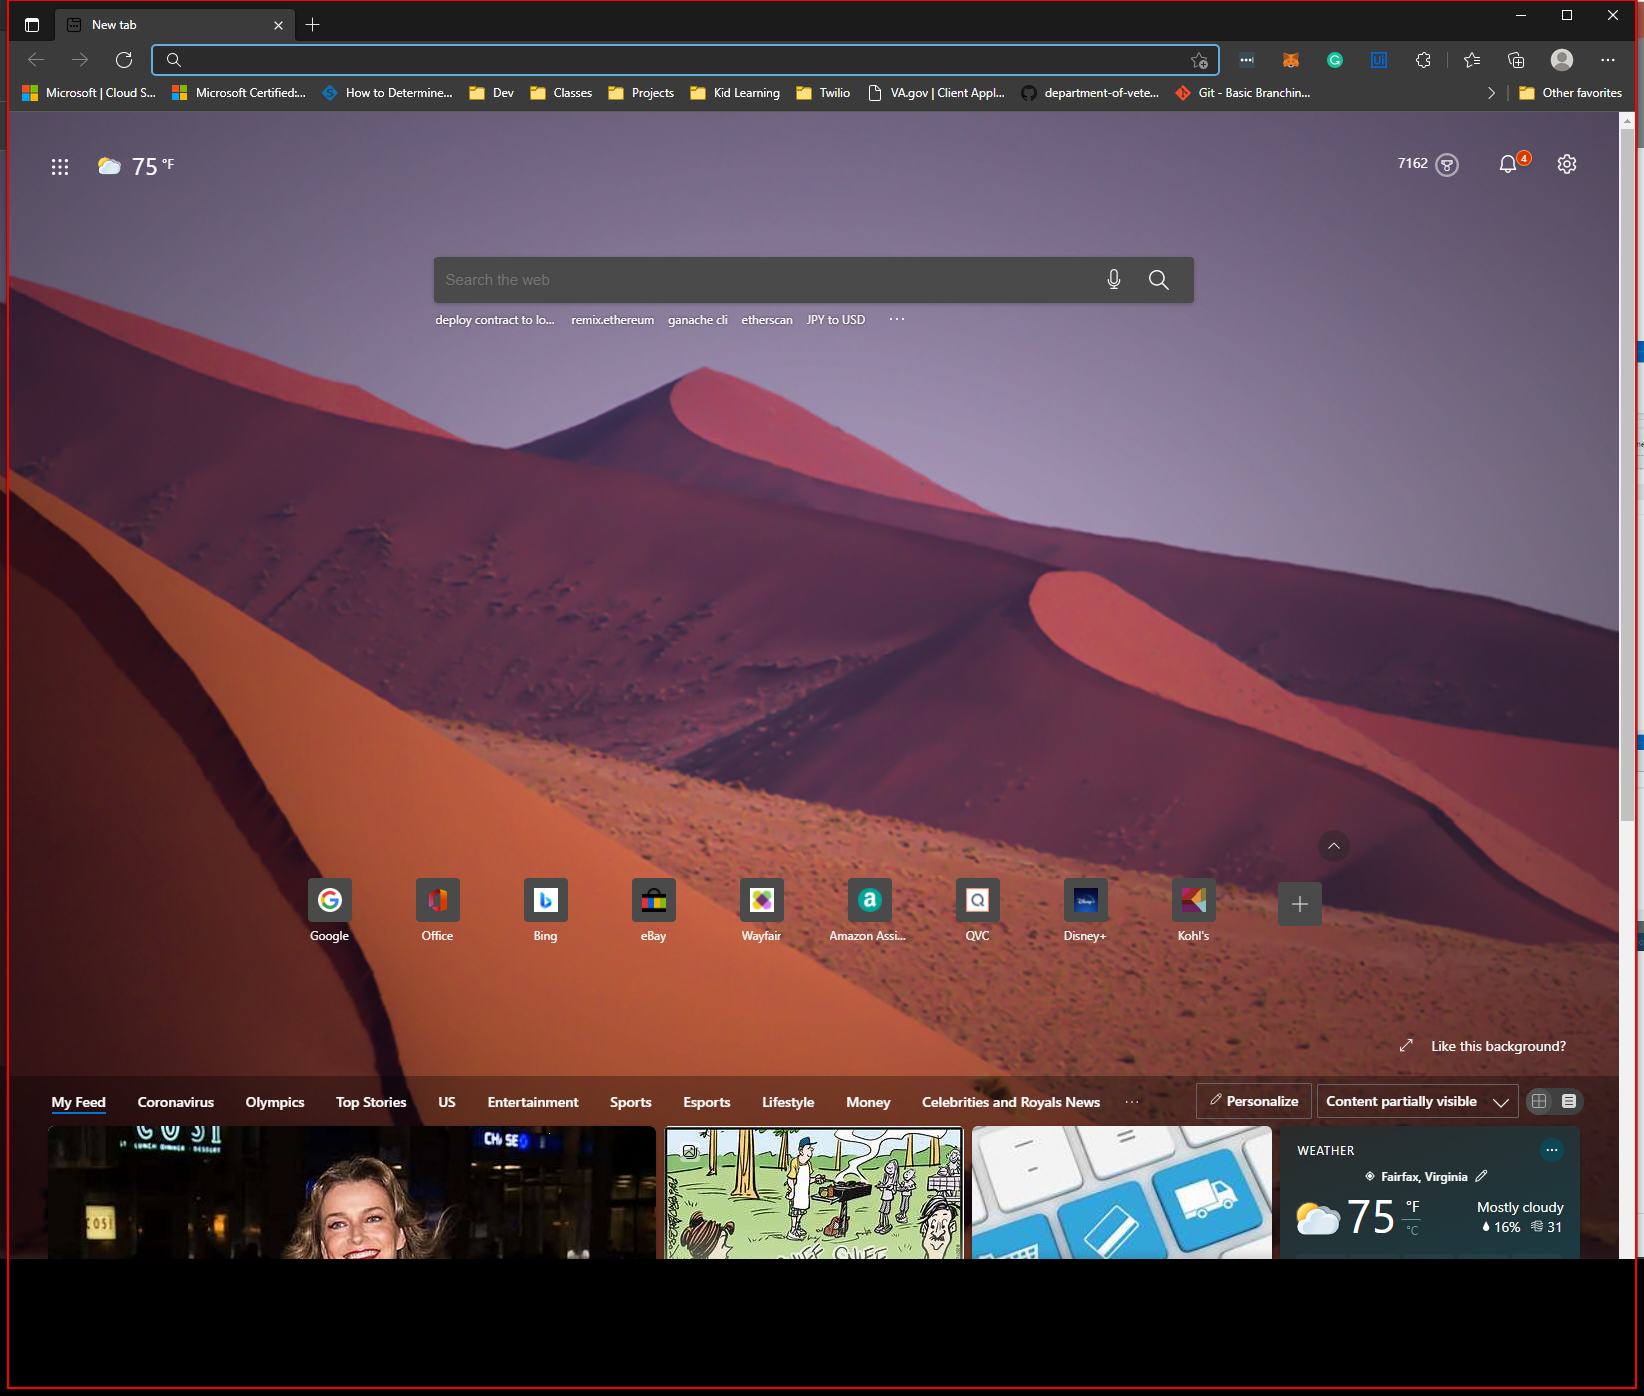 New tab
Microsoft | Cloud S... Microsoft Certified:... How to Determine... Dev Classes Projects Kid Learning Twilio VA.gov | Client Appl... department-of-vete... Git - Basic Branchin... Other favorites
75 °F
7162
4
Search the web
deploy contract to lo... remix.ethereum ganache cli etherscan JPY to USD ...
Google Office Bing eBay Wayfair Amazon Assi... QVC Disney+ Kohl's
Like this background?
My Feed Coronavirus Olympics Top Stories US Entertainment Sports Esports Lifestyle Money Celebrities and Royals News ... Personalize Content partially visible
WEATHER
Fairfax, Virginia
75 °F
°C
Mostly cloudy
16% 31